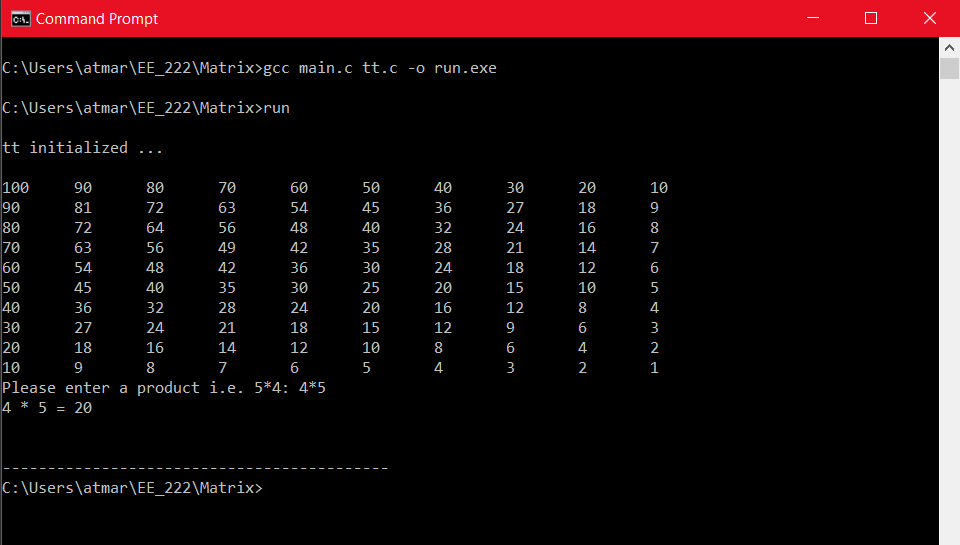 Command Prompt
C:\Users\atmar\EE_222\Matrix>gcc main.c tt.c -o run.exe
C:\Users\atmar\EE_222\Matrix>run
tt initialized ...
100 90 80 70 60 50 40 30 20 10
90 81 72 63 54 45 36 27 18 9
80 72 64 56 48 40 32 24 16 8
70 63 56 49 42 35 28 21 14 7
60 54 48 42 36 30 24 18 12 6
50 45 40 35 30 25 20 15 10 5
40 36 32 28 24 20 16 12 8 4
30 27 24 21 18 15 12 9 6 3
20 18 16 14 12 10 8 6 4 2
10 9 8 7 6 5 4 3 2 1
Please enter a product i.e. 5*4: 4*5
4 * 5 = 20
-------------------------------------------
C:\Users\atmar\EE_222\Matrix>